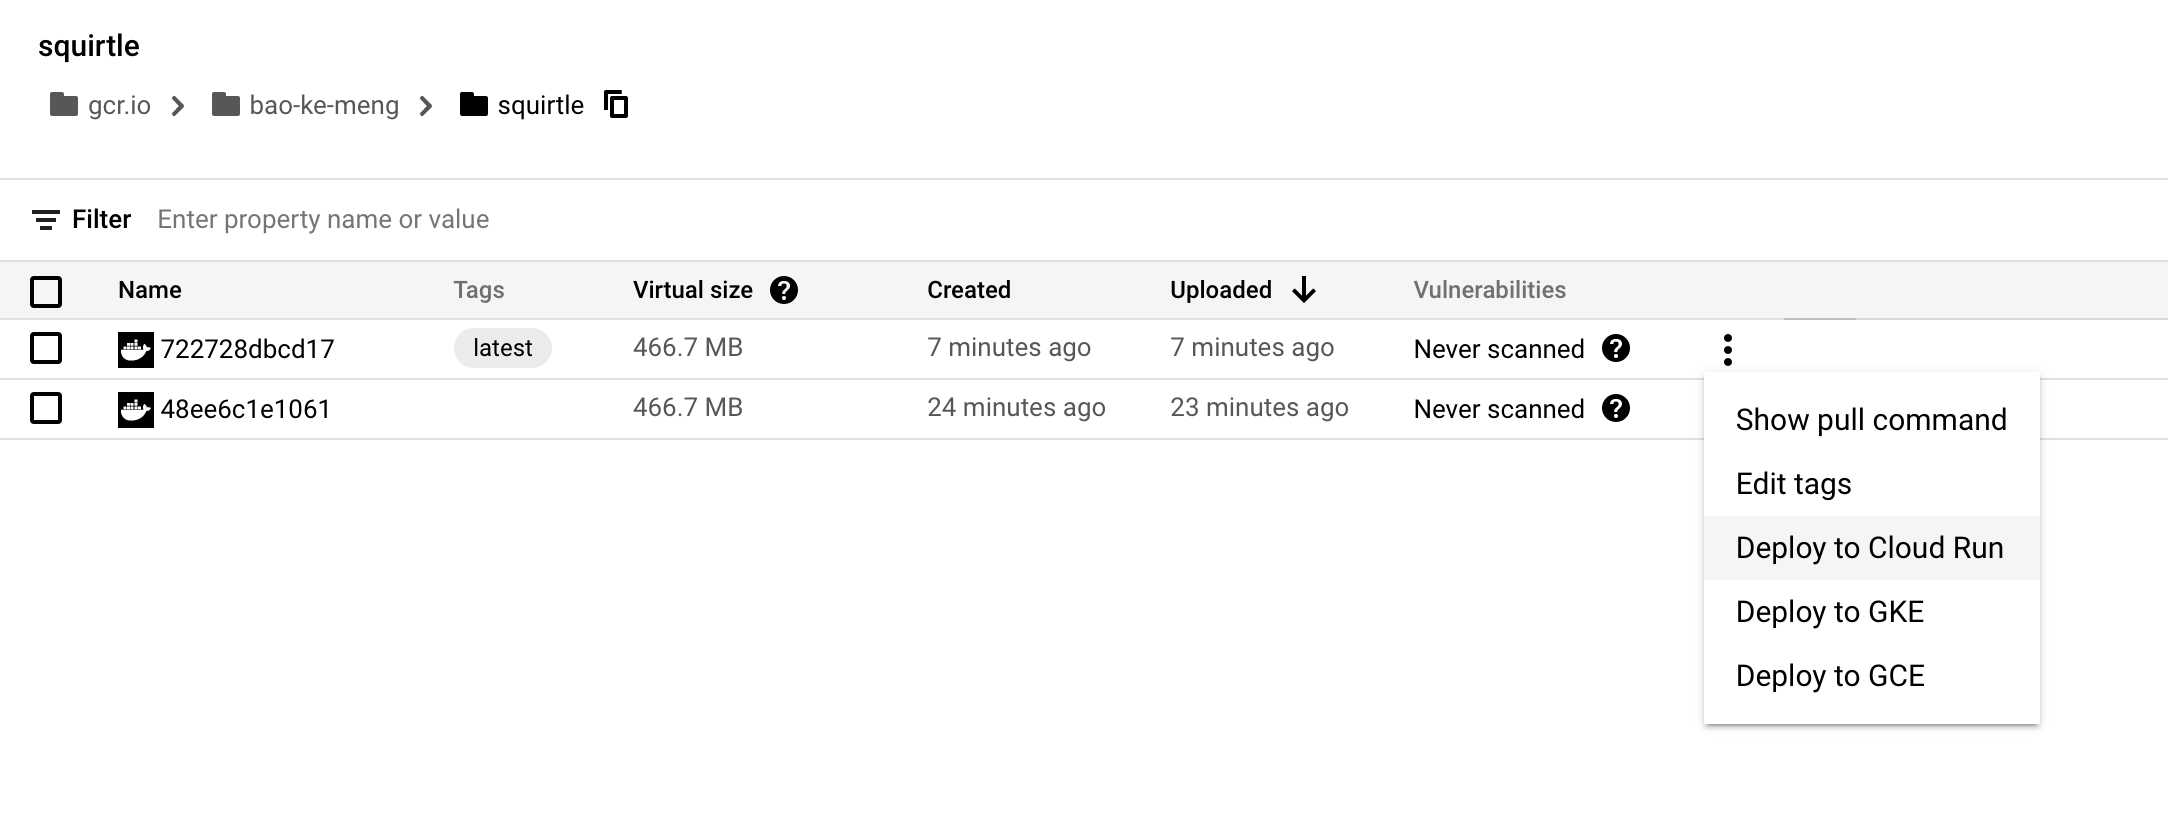 squirtle
gcr.io bao-ke-meng squirtle
Filter Enter property name or value
Name Tags Virtual size ? Created Uploaded Vulnerabilities
722728dbcd17 latest 466.7 MB 7 minutes ago 7 minutes ago Never scanned ?
48ee6c1e1061 466.7 MB 24 minutes ago 23 minutes ago Never scanned ?
Show pull command
Edit tags
Deploy to Cloud Run
Deploy to GKE
Deploy to GCE